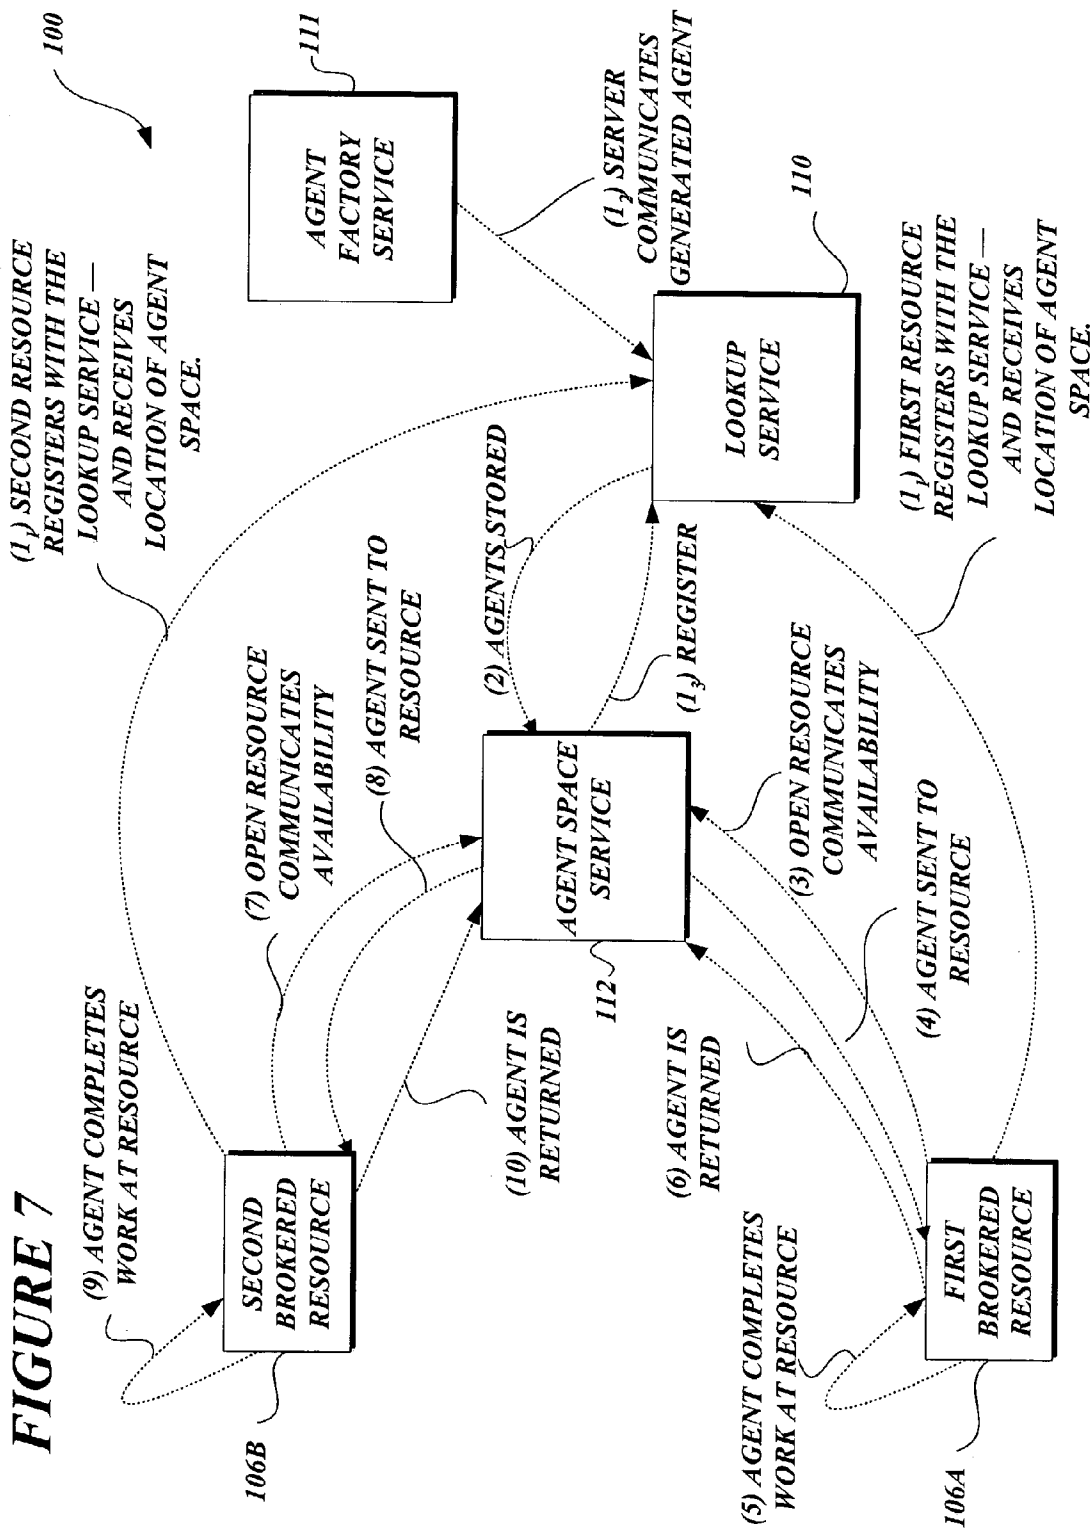 FIGURE 7
100
(1₁) SECOND RESOURCE
REGISTERS WITH THE
LOOKUP SERVICE —
AND RECEIVES
LOCATION OF AGENT
SPACE.
(9) AGENT COMPLETES
WORK AT RESOURCE
106B
SECOND
BROKERED
RESOURCE
(7) OPEN RESOURCE
COMMUNICATES
AVAILABILITY
(8) AGENT SENT TO
RESOURCE
(10) AGENT IS
RETURNED
111
AGENT
FACTORY
SERVICE
(1₂) SERVER
COMMUNICATES
GENERATED AGENT
(2) AGENTS STORED
(1₃) REGISTER
110
LOOKUP
SERVICE
AGENT SPACE
SERVICE
112
(6) AGENT IS
RETURNED
(3) OPEN RESOURCE
COMMUNICATES
AVAILABILITY
(4) AGENT SENT TO
RESOURCE
(5) AGENT COMPLETES
WORK AT RESOURCE
106A
FIRST
BROKERED
RESOURCE
(1₁) FIRST RESOURCE
REGISTERS WITH THE
LOOKUP SERVICE —
AND RECEIVES
LOCATION OF AGENT
SPACE.